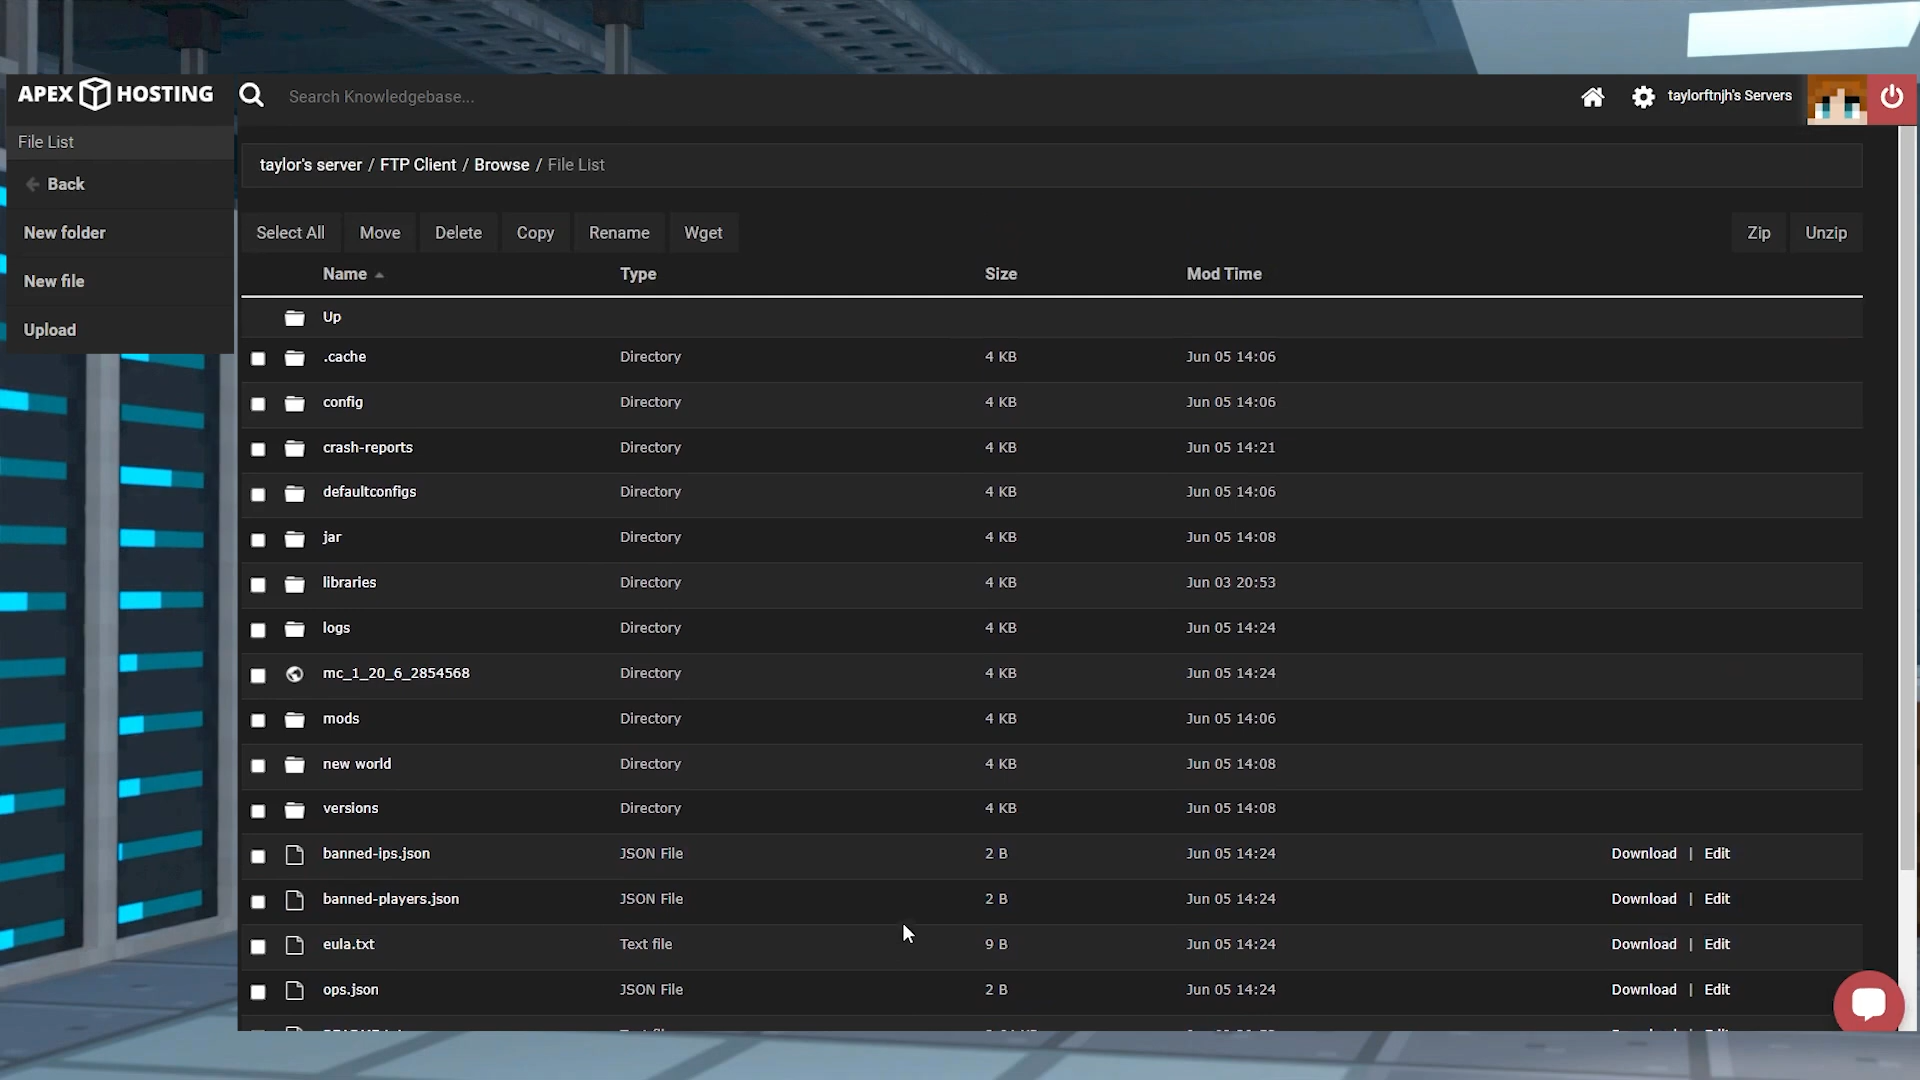 APEX HOSTING
Search Knowledgebase...
taylorftnjh's Servers
File List
Back
New folder
New file
Upload
taylor's server / FTP Client / Browse / File List
Select All Move Delete Copy Rename Wget Zip Unzip
Name Type Size Mod Time
Up
.cache Directory 4 KB Jun 05 14:06
config Directory 4 KB Jun 05 14:06
crash-reports Directory 4 KB Jun 05 14:21
defaultconfigs Directory 4 KB Jun 05 14:06
jar Directory 4 KB Jun 05 14:08
libraries Directory 4 KB Jun 03 20:53
logs Directory 4 KB Jun 05 14:24
mc_1_20_6_2854568 Directory 4 KB Jun 05 14:24
mods Directory 4 KB Jun 05 14:06
new world Directory 4 KB Jun 05 14:08
versions Directory 4 KB Jun 05 14:08
banned-ips.json JSON File 2 B Jun 05 14:24 Download | Edit
banned-players.json JSON File 2 B Jun 05 14:24 Download | Edit
eula.txt Text file 9 B Jun 05 14:24 Download | Edit
ops.json JSON File 2 B Jun 05 14:24 Download | Edit